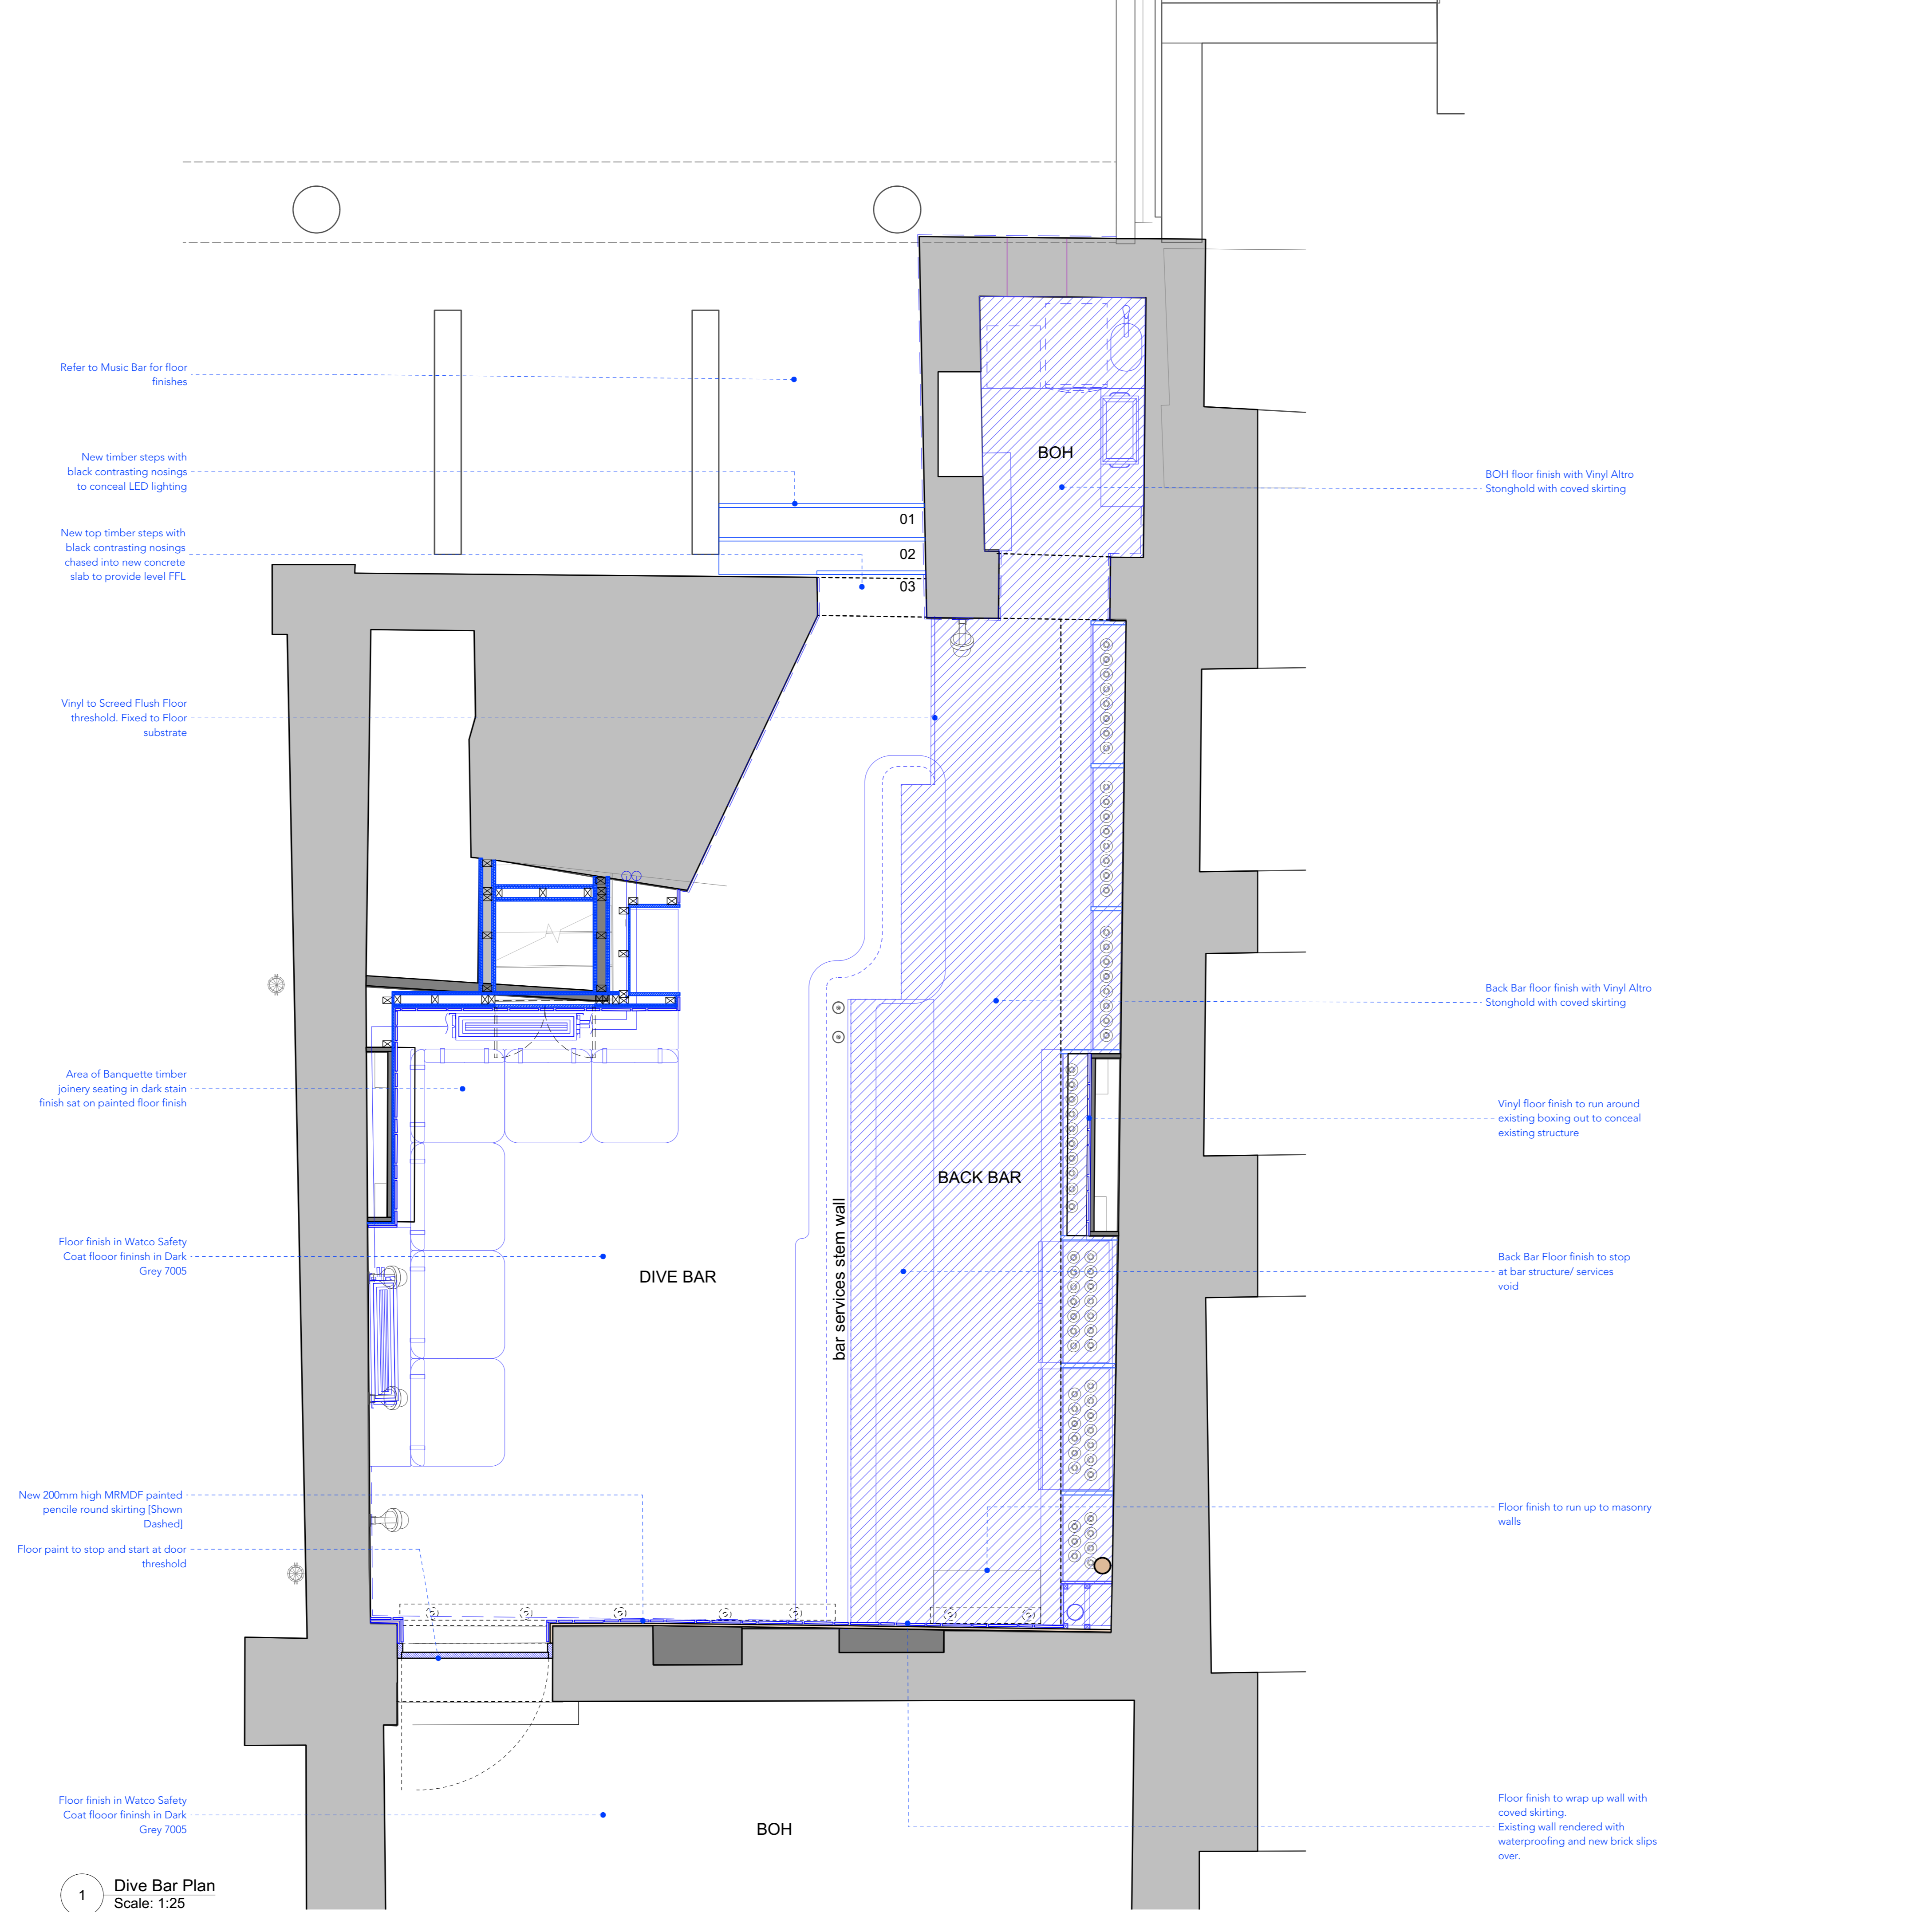 Refer to Music Bar for floor
finishes
New timber steps with
black contrasting nosings
to conceal LED lighting
New top timber steps with
black contrasting nosings
chased into new concrete
slab to provide level FFL
Vinyl to Screed Flush Floor
threshold. Fixed to Floor
substrate
Area of Banquette timber
joinery seating in dark stain
finish sat on painted floor finish
Floor finish in Watco Safety
Coat flooor fininsh in Dark
Grey 7005
New 200mm high MRMDF painted
pencile round skirting [Shown
Dashed]
Floor paint to stop and start at door
threshold
Floor finish in Watco Safety
Coat flooor fininsh in Dark
Grey 7005
01
02
03
BOH
DIVE BAR
bar services stem wall
BACK BAR
BOH
BOH floor finish with Vinyl Altro
Stonghold with coved skirting
Back Bar floor finish with Vinyl Altro
Stonghold with coved skirting
Vinyl floor finish to run around
existing boxing out to conceal
existing structure
Back Bar Floor finish to stop
at bar structure/ services
void
Floor finish to run up to masonry
walls
Floor finish to wrap up wall with
coved skirting.
Existing wall rendered with
waterproofing and new brick slips
over.
1
Dive Bar Plan
Scale: 1:25